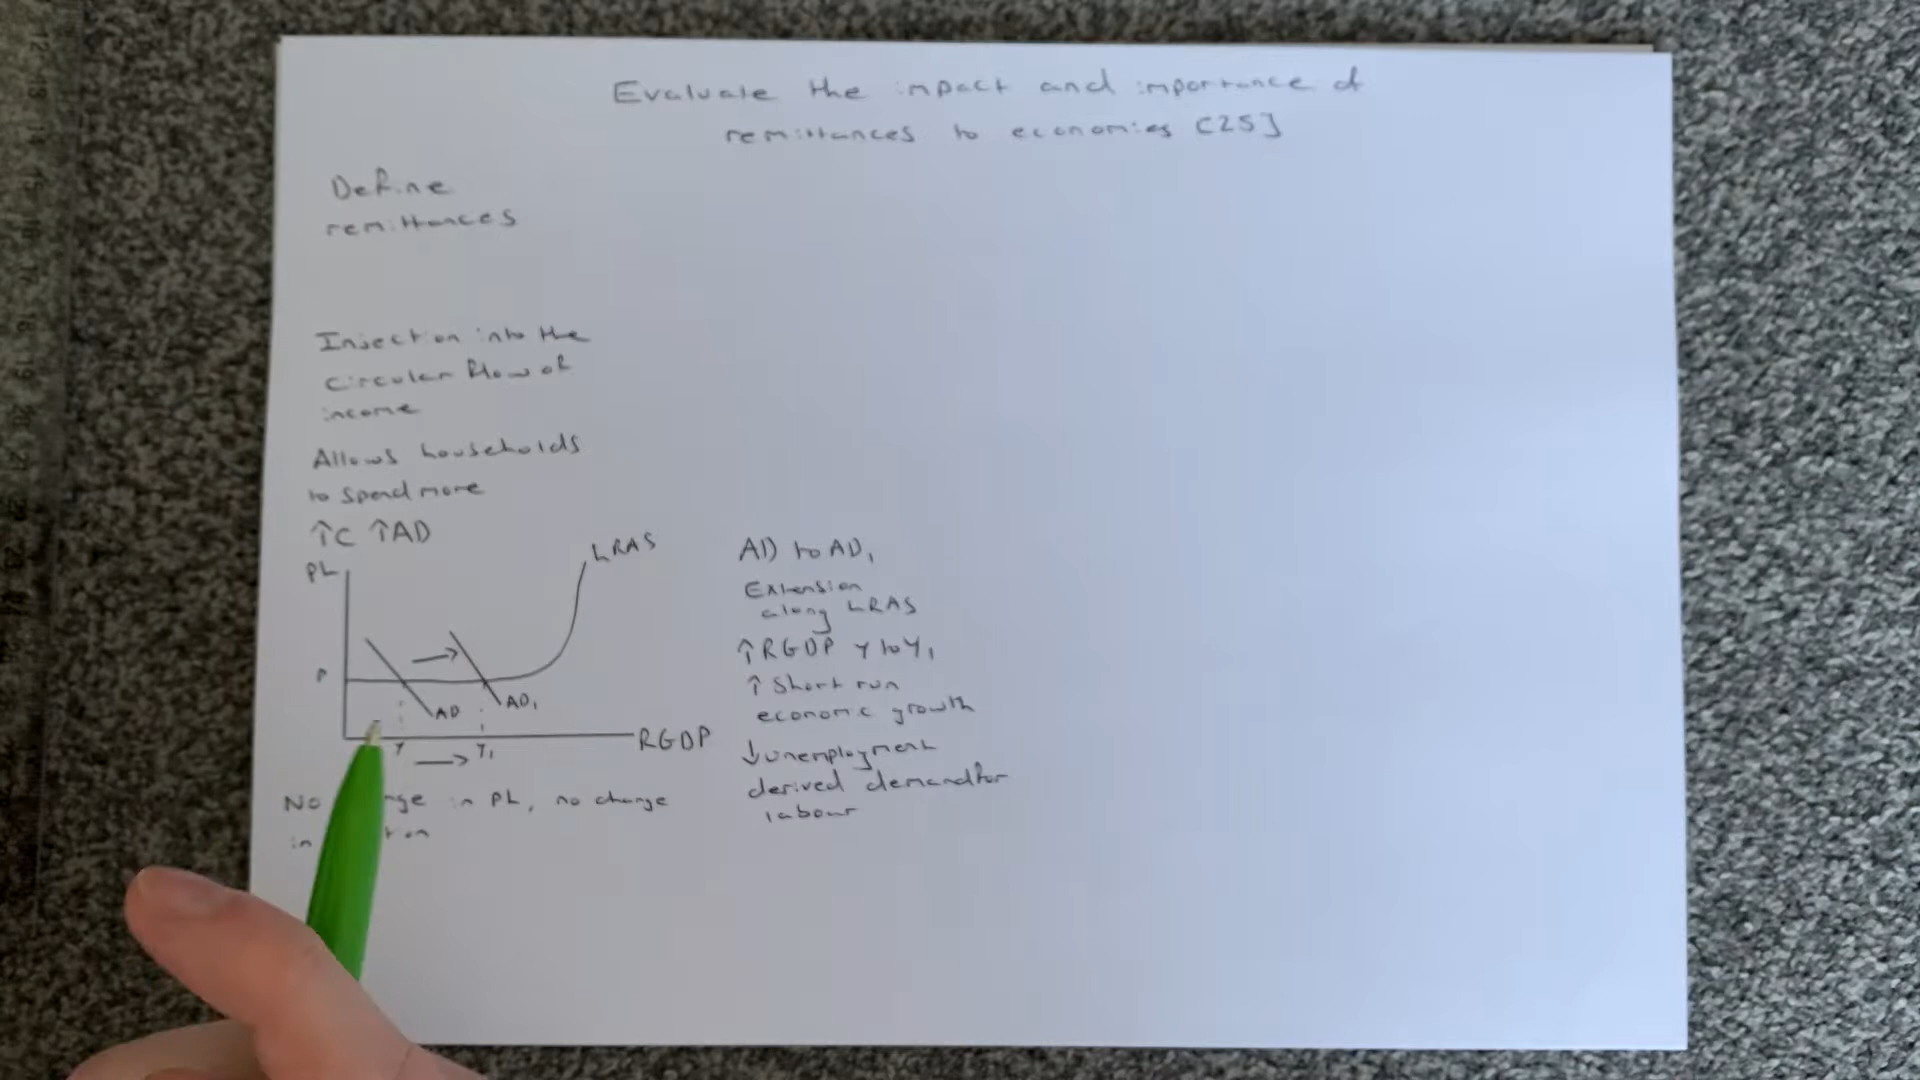 Evaluate the impact and importance of
remittances to economies [25]
Define
remittances
Injection into the
circular flow of
income
Allows households
to spend more
↑C ↑AD
PL
LRAS
P
AD
AD₁
Y
Y₁
RGDP
No in PL, no change
in
AD to AD₁
Extension
along LRAS
↑RGDP Y to Y₁
↑ Short run
economic growth
↓unemployment
derived demand for
labour